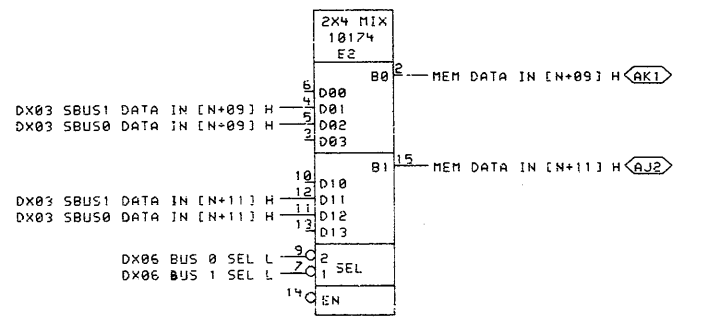 2X4 MIX
10174
E2
B0 2 MEM DATA IN [N+09] H AK1
6 D00
DX03 SBUS1 DATA IN [N+09] H 4 D01
DX03 SBUS0 DATA IN [N+09] H 5 D02
3 D03
B1 15 MEM DATA IN [N+11] H AJ2
10 D10
DX03 SBUS1 DATA IN [N+11] H 12 D11
DX03 SBUS0 DATA IN [N+11] H 11 D12
13 D13
DX06 BUS 0 SEL L 9 2
SEL
DX06 BUS 1 SEL L 7 1
14 EN